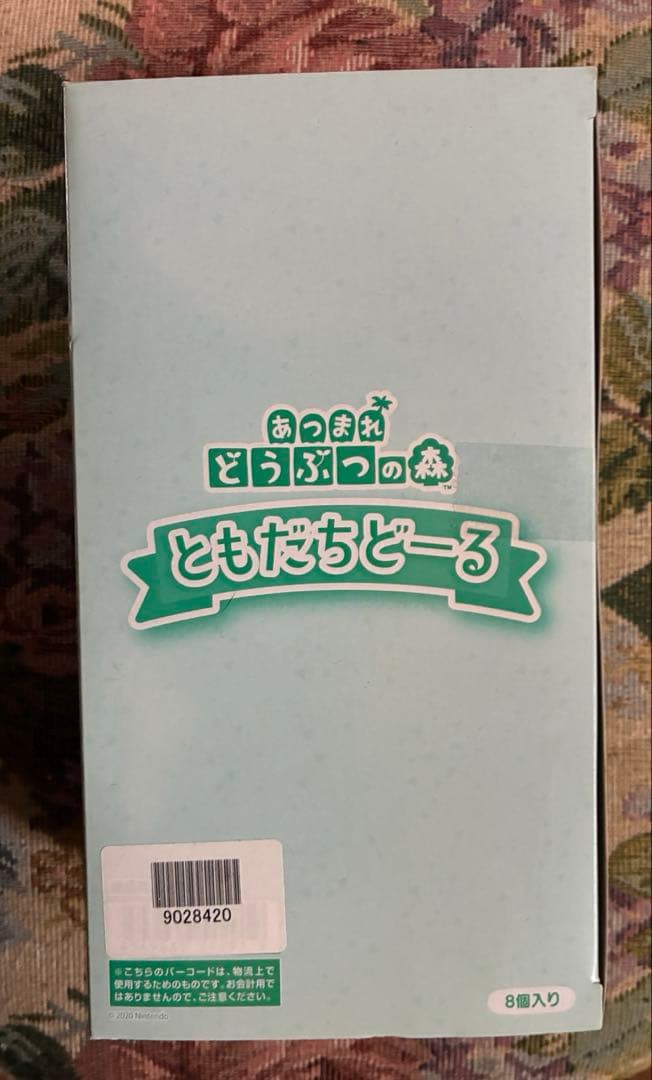 あつまれ
どうぶつの森™
ともだちどーる
9028420
※こちらのバーコードは、物流上で
使用するためのものです。お会計用で
はありませんので、ご注意ください。
© 2020 Nintendo
8個入り